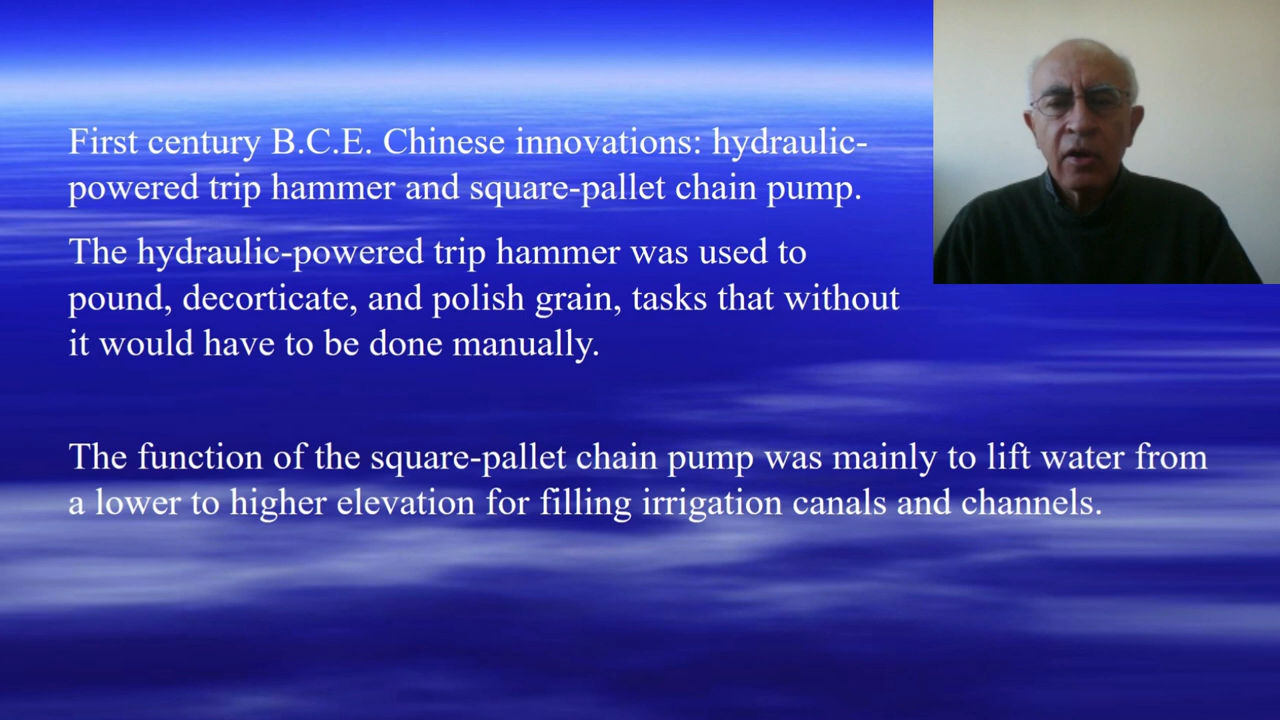 First century B.C.E. Chinese innovations: hydraulic-
powered trip hammer and square-pallet chain pump.
The hydraulic-powered trip hammer was used to
pound, decorticate, and polish grain, tasks that without
it would have to be done manually.
The function of the square-pallet chain pump was mainly to lift water from
a lower to higher elevation for filling irrigation canals and channels.